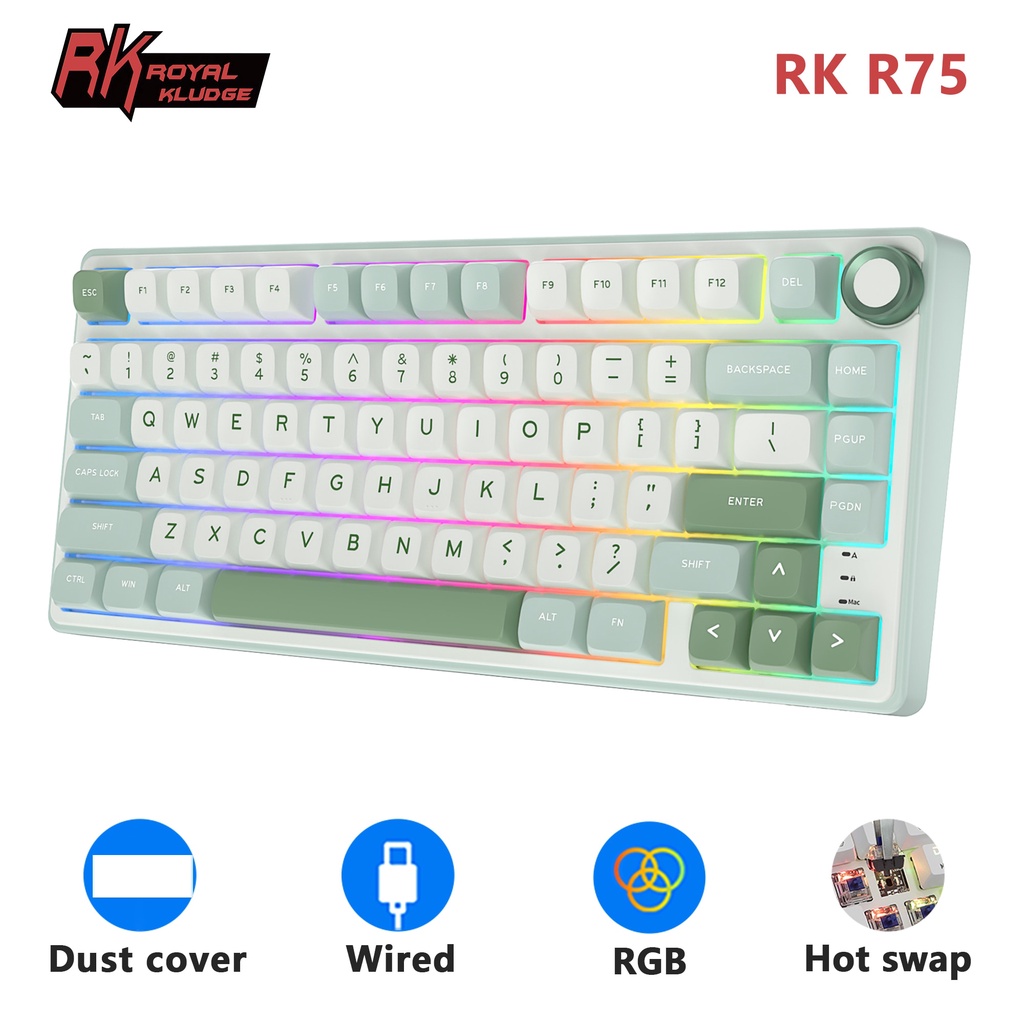 RK ROYAL KLUDGE
RK R75
ESC F1 F2 F3 F4 F5 F6 F7 F8 F9 F10 F11 F12 DEL
~ ` ! 1 @ 2 # 3 $ 4 % 5 ^ 6 & 7 * 8 ( 9 ) 0 — - + = BACKSPACE HOME
TAB Q W E R T Y U I O P { [ } ] | \ PGUP
CAPS LOCK A S D F G H J K L : ; " ' ENTER PGDN
SHIFT Z X C V B N M < , > . ? / SHIFT ^
A
Mac
CTRL WIN ALT ALT FN < v >
Dust cover Wired RGB Hot swap